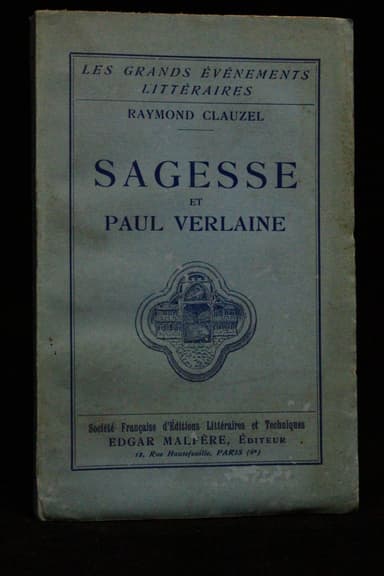 LES GRANDS ÉVÉNEMENTS
LITTÉRAIRES
RAYMOND CLAUZEL
SAGESSE
ET
PAUL VERLAINE
Société Française d'Éditions Littéraires et Techniques
EDGAR MALFÈRE, ÉDITEUR
12, Rue Hautefeuille, PARIS (6e)